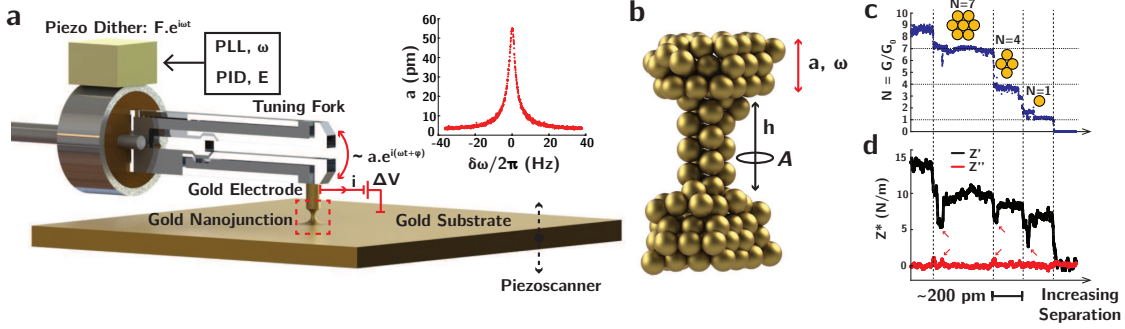 a
Piezo Dither: F.e^{iωt}
PLL, ω
PID, E
Tuning Fork
~ a.e^{i(ωt+φ)}
Gold Electrode
i
ΔV
Gold Nanojunction
Gold Substrate
Piezoscanner
a (pm)
60
50
40
30
20
10
0
-40
-20
0
20
40
δω/2π (Hz)
b
a, ω
h
A
c
N = G/G₀
10
9
8
7
6
5
4
3
2
1
0
N=7
N=4
N=1
d
Z* (N/m)
15
10
5
0
Z'
Z''
~200 pm
Increasing
Separation